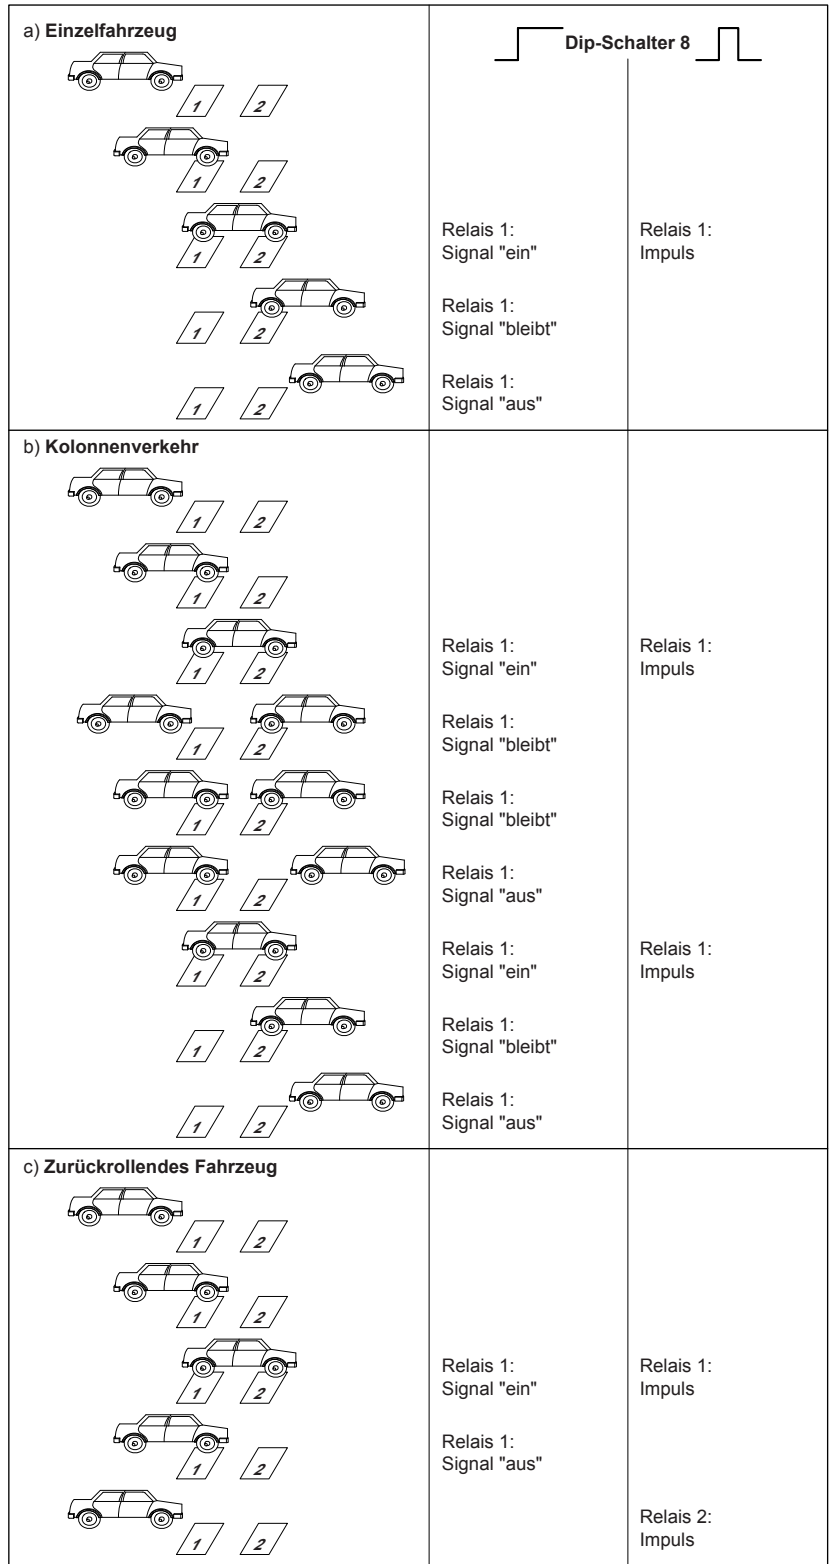 a) Einzelfahrzeug
Dip-Schalter 8
1 2
1 2
1 2
Relais 1:
Signal "ein"
Relais 1:
Impuls
1 2
Relais 1:
Signal "bleibt"
1 2
Relais 1:
Signal "aus"
b) Kolonnenverkehr
1 2
1 2
1 2
Relais 1:
Signal "ein"
Relais 1:
Impuls
1 2
Relais 1:
Signal "bleibt"
1 2
Relais 1:
Signal "bleibt"
1 2
Relais 1:
Signal "aus"
1 2
Relais 1:
Signal "ein"
Relais 1:
Impuls
1 2
Relais 1:
Signal "bleibt"
1 2
Relais 1:
Signal "aus"
c) Zurückrollendes Fahrzeug
1 2
1 2
1 2
Relais 1:
Signal "ein"
Relais 1:
Impuls
1 2
Relais 1:
Signal "aus"
1 2
Relais 2:
Impuls